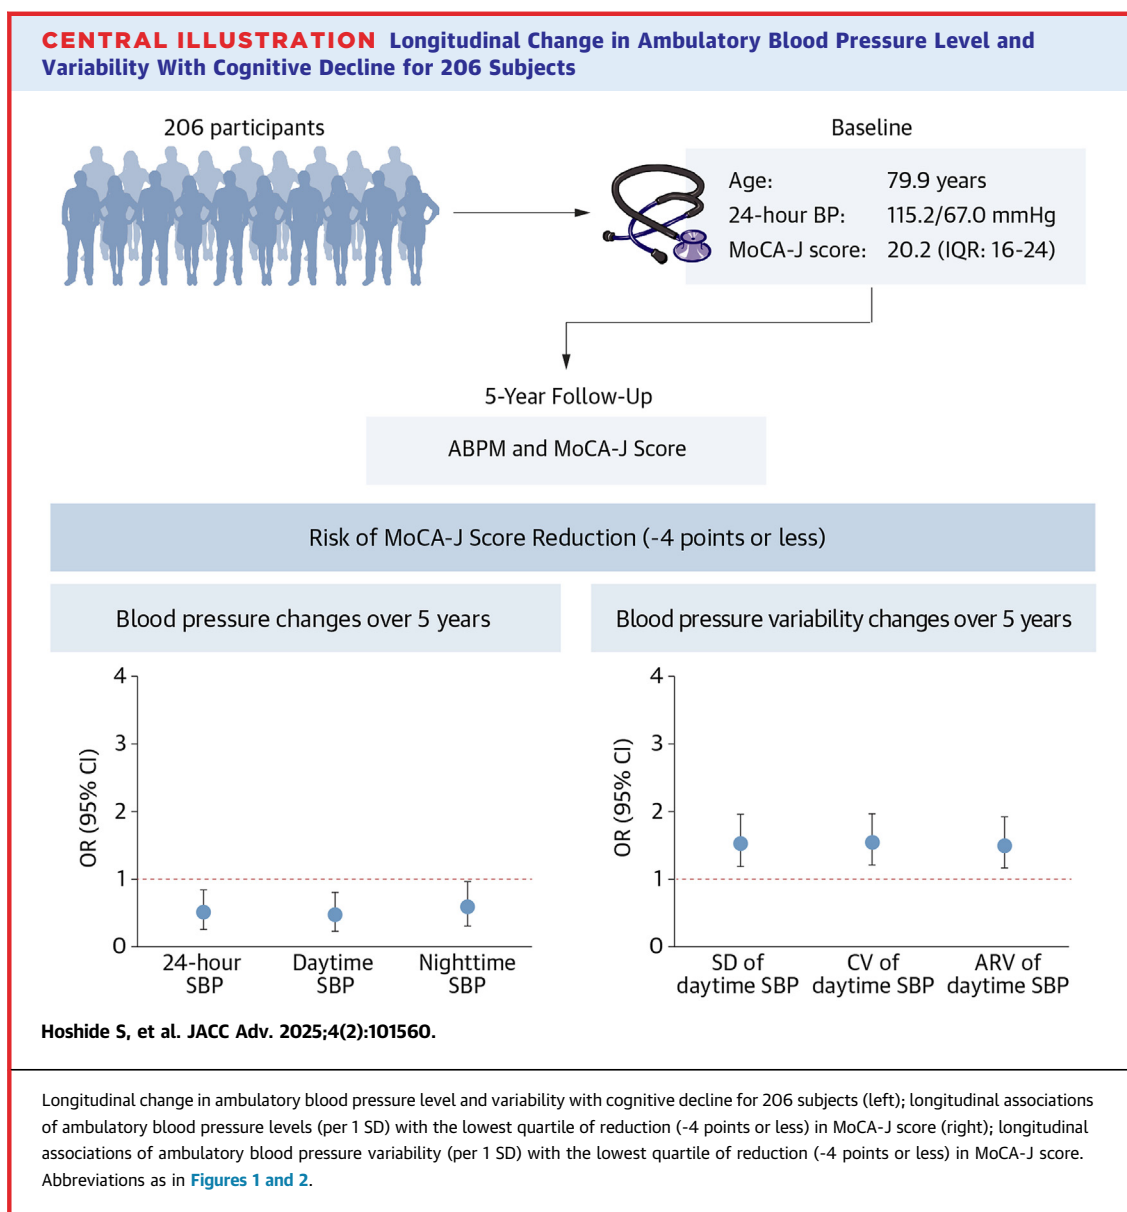 CENTRAL ILLUSTRATION Longitudinal Change in Ambulatory Blood Pressure Level and
Variability With Cognitive Decline for 206 Subjects
206 participants
Baseline
Age: 79.9 years
24-hour BP: 115.2/67.0 mmHg
MoCA-J score: 20.2 (IQR: 16-24)
5-Year Follow-Up
ABPM and MoCA-J Score
Risk of MoCA-J Score Reduction (-4 points or less)
Blood pressure changes over 5 years
OR (95% CI)
4
3
2
1
0
24-hour
SBP
Daytime
SBP
Nighttime
SBP
Blood pressure variability changes over 5 years
OR (95% CI)
4
3
2
1
0
SD of
daytime SBP
CV of
daytime SBP
ARV of
daytime SBP
Hoshide S, et al. JACC Adv. 2025;4(2):101560.
Longitudinal change in ambulatory blood pressure level and variability with cognitive decline for 206 subjects (left); longitudinal associations
of ambulatory blood pressure levels (per 1 SD) with the lowest quartile of reduction (-4 points or less) in MoCA-J score (right); longitudinal
associations of ambulatory blood pressure variability (per 1 SD) with the lowest quartile of reduction (-4 points or less) in MoCA-J score.
Abbreviations as in Figures 1 and 2.